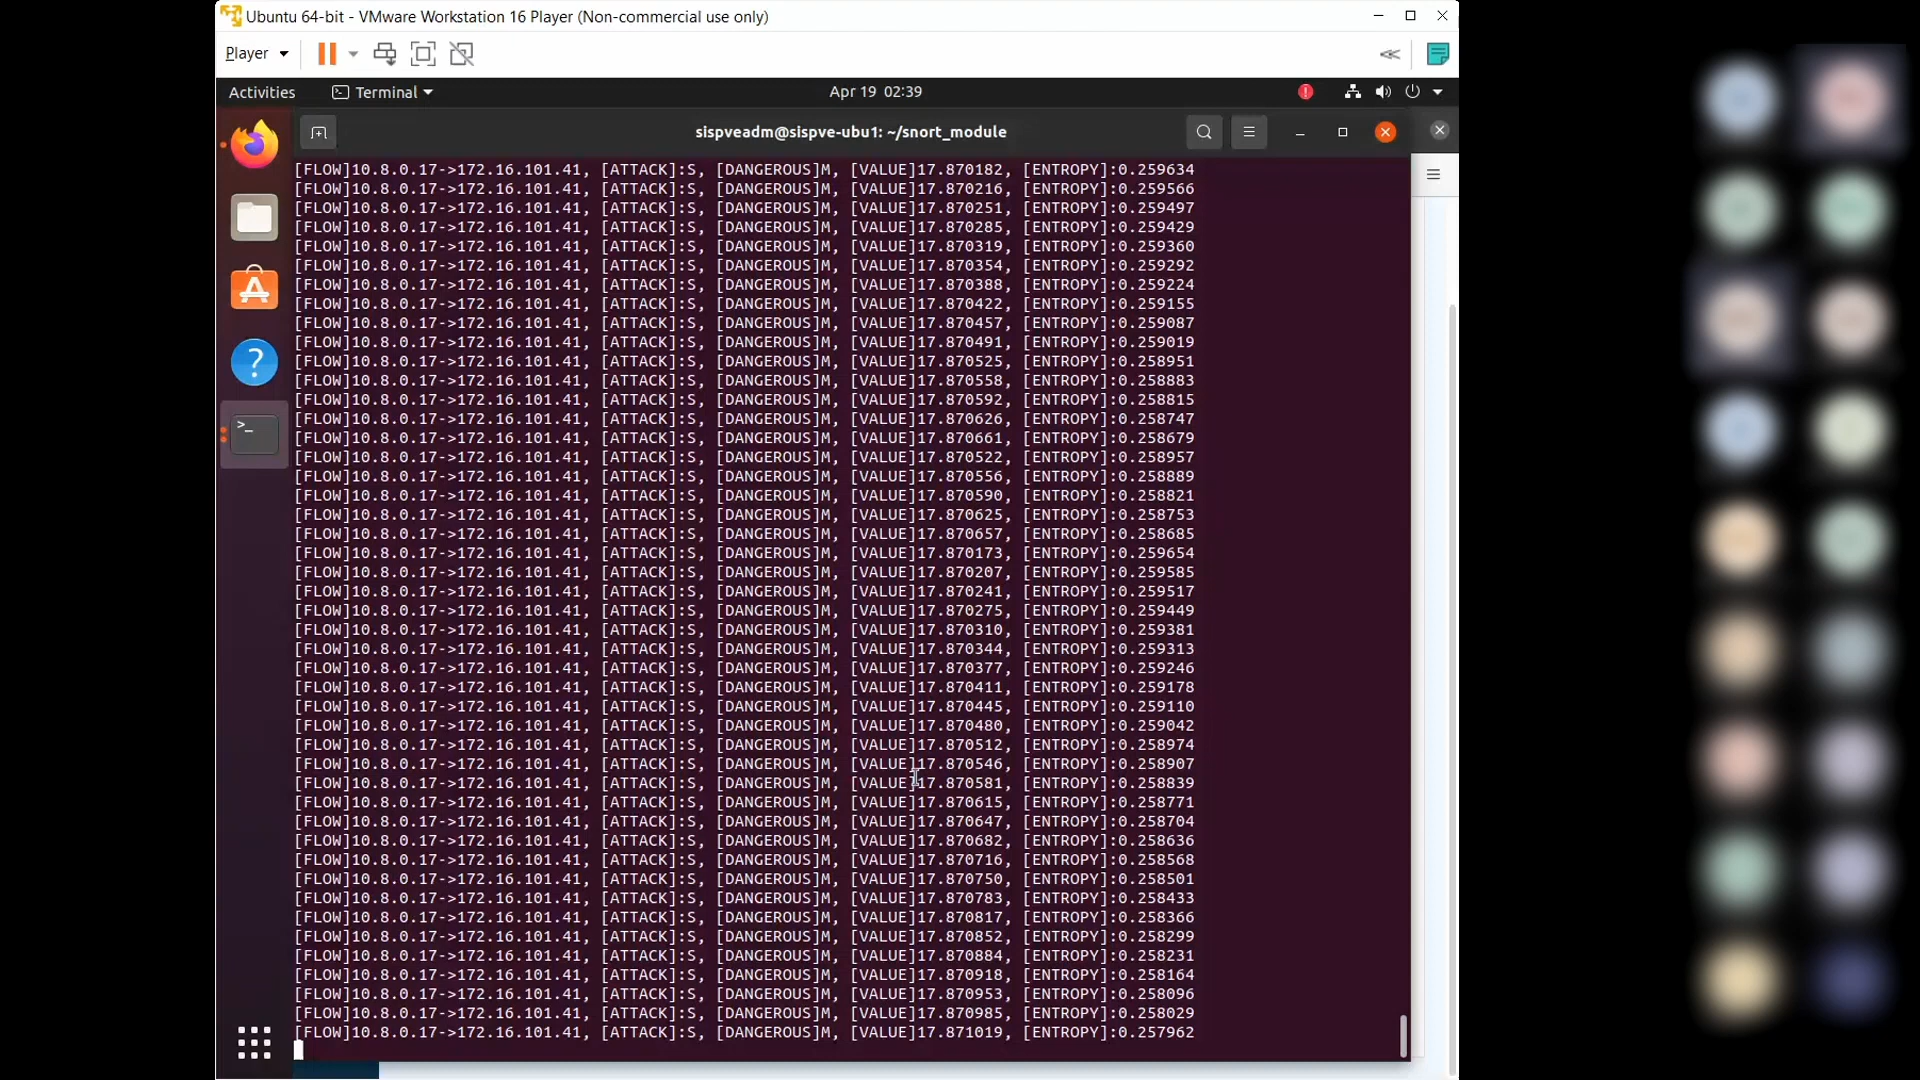 Ubuntu 64-bit - VMware Workstation 16 Player (Non-commercial use only)
Player
Activities
Terminal
Apr 19 02:39
sispveadm@sispve-ubu1: ~/snort_module
[FLOW]10.8.0.17->172.16.101.41, [ATTACK]:S, [DANGEROUS]M, [VALUE]17.870182, [ENTROPY]:0.259634
[FLOW]10.8.0.17->172.16.101.41, [ATTACK]:S, [DANGEROUS]M, [VALUE]17.870216, [ENTROPY]:0.259566
[FLOW]10.8.0.17->172.16.101.41, [ATTACK]:S, [DANGEROUS]M, [VALUE]17.870251, [ENTROPY]:0.259497
[FLOW]10.8.0.17->172.16.101.41, [ATTACK]:S, [DANGEROUS]M, [VALUE]17.870285, [ENTROPY]:0.259429
[FLOW]10.8.0.17->172.16.101.41, [ATTACK]:S, [DANGEROUS]M, [VALUE]17.870319, [ENTROPY]:0.259360
[FLOW]10.8.0.17->172.16.101.41, [ATTACK]:S, [DANGEROUS]M, [VALUE]17.870354, [ENTROPY]:0.259292
[FLOW]10.8.0.17->172.16.101.41, [ATTACK]:S, [DANGEROUS]M, [VALUE]17.870388, [ENTROPY]:0.259224
[FLOW]10.8.0.17->172.16.101.41, [ATTACK]:S, [DANGEROUS]M, [VALUE]17.870422, [ENTROPY]:0.259155
[FLOW]10.8.0.17->172.16.101.41, [ATTACK]:S, [DANGEROUS]M, [VALUE]17.870457, [ENTROPY]:0.259087
[FLOW]10.8.0.17->172.16.101.41, [ATTACK]:S, [DANGEROUS]M, [VALUE]17.870491, [ENTROPY]:0.259019
[FLOW]10.8.0.17->172.16.101.41, [ATTACK]:S, [DANGEROUS]M, [VALUE]17.870525, [ENTROPY]:0.258951
[FLOW]10.8.0.17->172.16.101.41, [ATTACK]:S, [DANGEROUS]M, [VALUE]17.870558, [ENTROPY]:0.258883
[FLOW]10.8.0.17->172.16.101.41, [ATTACK]:S, [DANGEROUS]M, [VALUE]17.870592, [ENTROPY]:0.258815
[FLOW]10.8.0.17->172.16.101.41, [ATTACK]:S, [DANGEROUS]M, [VALUE]17.870626, [ENTROPY]:0.258747
[FLOW]10.8.0.17->172.16.101.41, [ATTACK]:S, [DANGEROUS]M, [VALUE]17.870661, [ENTROPY]:0.258679
[FLOW]10.8.0.17->172.16.101.41, [ATTACK]:S, [DANGEROUS]M, [VALUE]17.870522, [ENTROPY]:0.258957
[FLOW]10.8.0.17->172.16.101.41, [ATTACK]:S, [DANGEROUS]M, [VALUE]17.870556, [ENTROPY]:0.258889
[FLOW]10.8.0.17->172.16.101.41, [ATTACK]:S, [DANGEROUS]M, [VALUE]17.870590, [ENTROPY]:0.258821
[FLOW]10.8.0.17->172.16.101.41, [ATTACK]:S, [DANGEROUS]M, [VALUE]17.870625, [ENTROPY]:0.258753
[FLOW]10.8.0.17->172.16.101.41, [ATTACK]:S, [DANGEROUS]M, [VALUE]17.870657, [ENTROPY]:0.258685
[FLOW]10.8.0.17->172.16.101.41, [ATTACK]:S, [DANGEROUS]M, [VALUE]17.870173, [ENTROPY]:0.259654
[FLOW]10.8.0.17->172.16.101.41, [ATTACK]:S, [DANGEROUS]M, [VALUE]17.870207, [ENTROPY]:0.259585
[FLOW]10.8.0.17->172.16.101.41, [ATTACK]:S, [DANGEROUS]M, [VALUE]17.870241, [ENTROPY]:0.259517
[FLOW]10.8.0.17->172.16.101.41, [ATTACK]:S, [DANGEROUS]M, [VALUE]17.870275, [ENTROPY]:0.259449
[FLOW]10.8.0.17->172.16.101.41, [ATTACK]:S, [DANGEROUS]M, [VALUE]17.870310, [ENTROPY]:0.259381
[FLOW]10.8.0.17->172.16.101.41, [ATTACK]:S, [DANGEROUS]M, [VALUE]17.870344, [ENTROPY]:0.259313
[FLOW]10.8.0.17->172.16.101.41, [ATTACK]:S, [DANGEROUS]M, [VALUE]17.870377, [ENTROPY]:0.259246
[FLOW]10.8.0.17->172.16.101.41, [ATTACK]:S, [DANGEROUS]M, [VALUE]17.870411, [ENTROPY]:0.259178
[FLOW]10.8.0.17->172.16.101.41, [ATTACK]:S, [DANGEROUS]M, [VALUE]17.870445, [ENTROPY]:0.259110
[FLOW]10.8.0.17->172.16.101.41, [ATTACK]:S, [DANGEROUS]M, [VALUE]17.870480, [ENTROPY]:0.259042
[FLOW]10.8.0.17->172.16.101.41, [ATTACK]:S, [DANGEROUS]M, [VALUE]17.870512, [ENTROPY]:0.258974
[FLOW]10.8.0.17->172.16.101.41, [ATTACK]:S, [DANGEROUS]M, [VALUE]17.870546, [ENTROPY]:0.258907
[FLOW]10.8.0.17->172.16.101.41, [ATTACK]:S, [DANGEROUS]M, [VALUE]17.870581, [ENTROPY]:0.258839
[FLOW]10.8.0.17->172.16.101.41, [ATTACK]:S, [DANGEROUS]M, [VALUE]17.870615, [ENTROPY]:0.258771
[FLOW]10.8.0.17->172.16.101.41, [ATTACK]:S, [DANGEROUS]M, [VALUE]17.870647, [ENTROPY]:0.258704
[FLOW]10.8.0.17->172.16.101.41, [ATTACK]:S, [DANGEROUS]M, [VALUE]17.870682, [ENTROPY]:0.258636
[FLOW]10.8.0.17->172.16.101.41, [ATTACK]:S, [DANGEROUS]M, [VALUE]17.870716, [ENTROPY]:0.258568
[FLOW]10.8.0.17->172.16.101.41, [ATTACK]:S, [DANGEROUS]M, [VALUE]17.870750, [ENTROPY]:0.258501
[FLOW]10.8.0.17->172.16.101.41, [ATTACK]:S, [DANGEROUS]M, [VALUE]17.870783, [ENTROPY]:0.258433
[FLOW]10.8.0.17->172.16.101.41, [ATTACK]:S, [DANGEROUS]M, [VALUE]17.870817, [ENTROPY]:0.258366
[FLOW]10.8.0.17->172.16.101.41, [ATTACK]:S, [DANGEROUS]M, [VALUE]17.870852, [ENTROPY]:0.258299
[FLOW]10.8.0.17->172.16.101.41, [ATTACK]:S, [DANGEROUS]M, [VALUE]17.870884, [ENTROPY]:0.258231
[FLOW]10.8.0.17->172.16.101.41, [ATTACK]:S, [DANGEROUS]M, [VALUE]17.870918, [ENTROPY]:0.258164
[FLOW]10.8.0.17->172.16.101.41, [ATTACK]:S, [DANGEROUS]M, [VALUE]17.870953, [ENTROPY]:0.258096
[FLOW]10.8.0.17->172.16.101.41, [ATTACK]:S, [DANGEROUS]M, [VALUE]17.870985, [ENTROPY]:0.258029
[FLOW]10.8.0.17->172.16.101.41, [ATTACK]:S, [DANGEROUS]M, [VALUE]17.871019, [ENTROPY]:0.257962